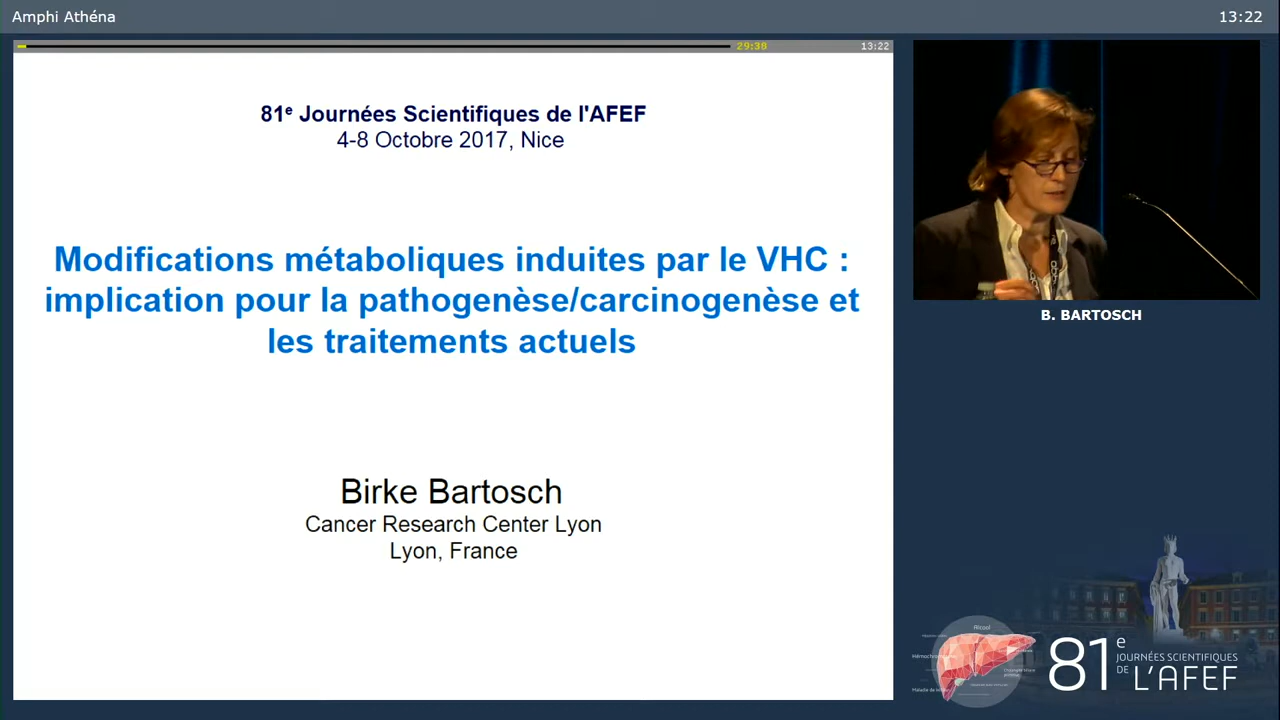 Amphi Athéna
13:22
29:38
13:22
81e Journées Scientifiques de l'AFEF
4-8 Octobre 2017, Nice
Modifications métaboliques induites par le VHC :
implication pour la pathogenèse/carcinogenèse et
les traitements actuels
Birke Bartosch
Cancer Research Center Lyon
Lyon, France
B. BARTOSCH
Alcool
81e
JOURNÉES SCIENTIFIQUES
DE L'AFEF